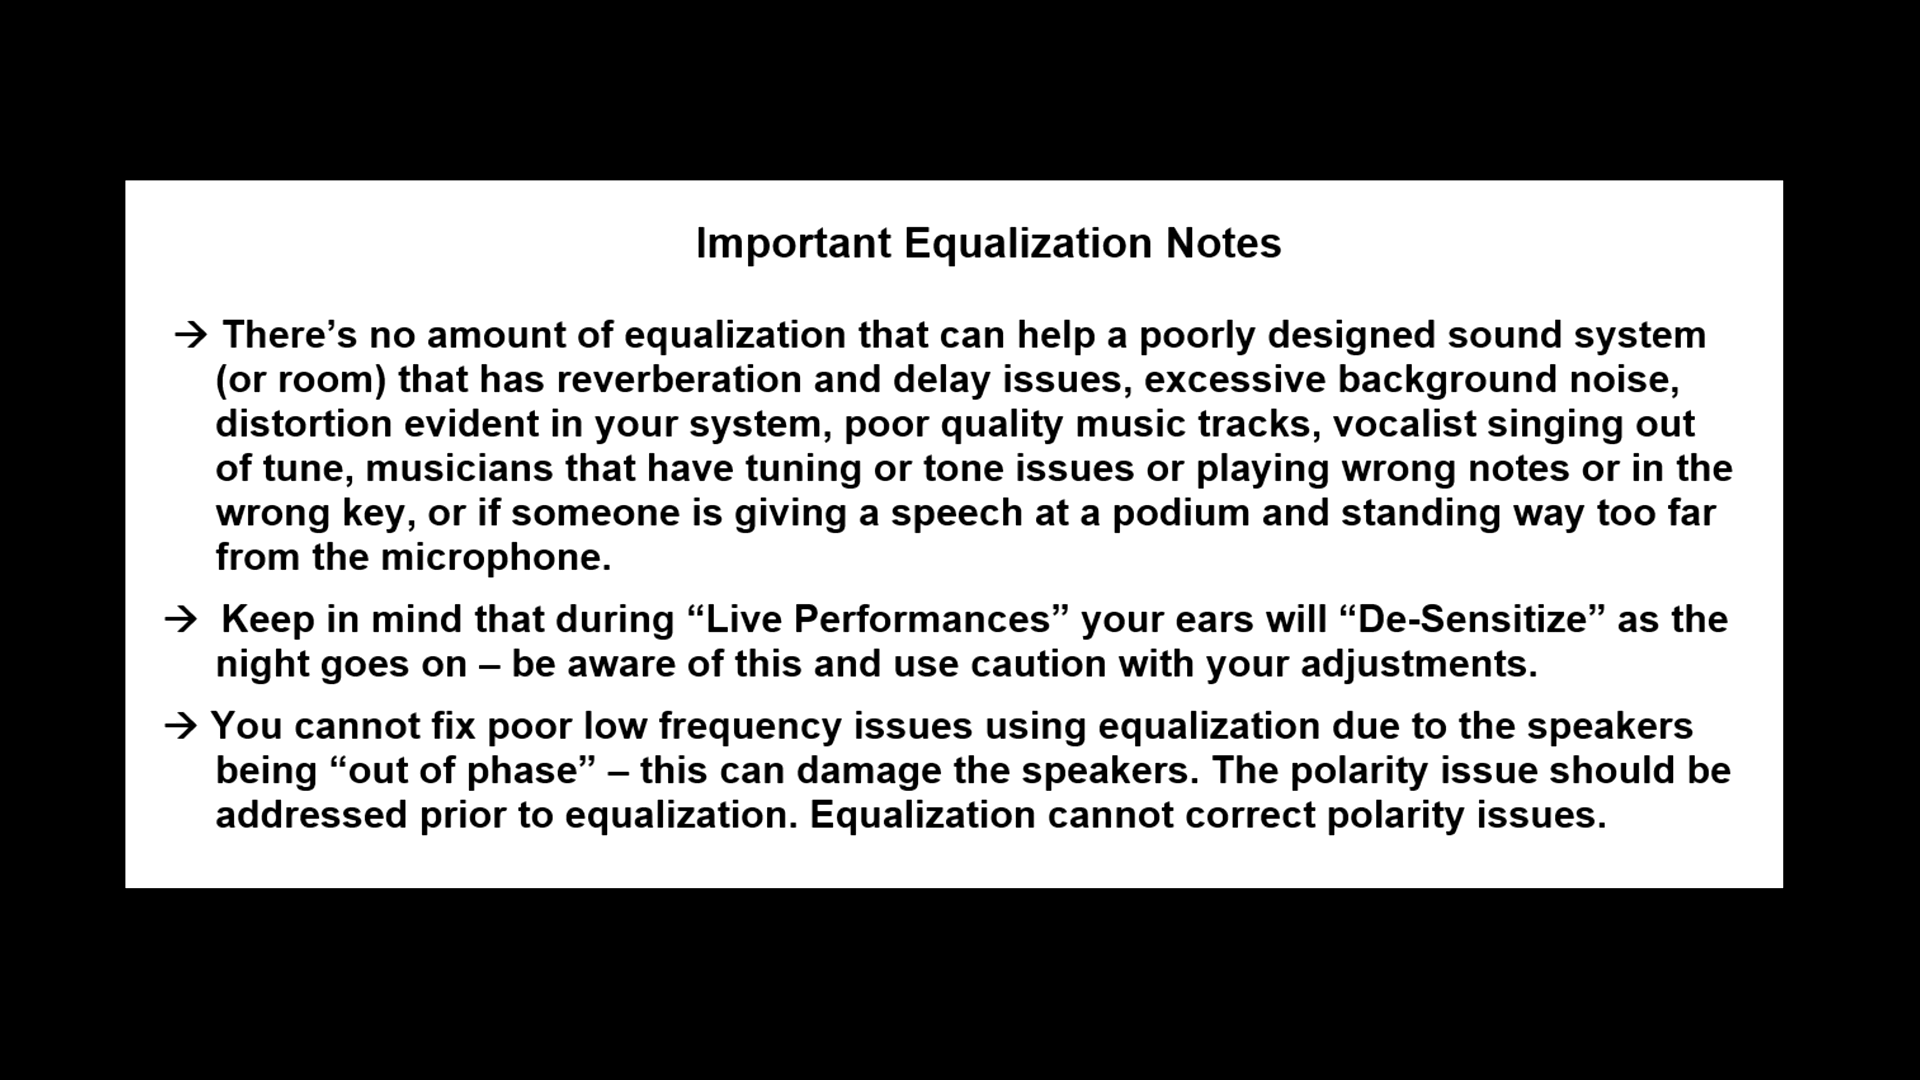 Important Equalization Notes
→ There’s no amount of equalization that can help a poorly designed sound system
(or room) that has reverberation and delay issues, excessive background noise,
distortion evident in your system, poor quality music tracks, vocalist singing out
of tune, musicians that have tuning or tone issues or playing wrong notes or in the
wrong key, or if someone is giving a speech at a podium and standing way too far
from the microphone.
→ Keep in mind that during “Live Performances” your ears will “De-Sensitize” as the
night goes on – be aware of this and use caution with your adjustments.
→ You cannot fix poor low frequency issues using equalization due to the speakers
being “out of phase” – this can damage the speakers. The polarity issue should be
addressed prior to equalization. Equalization cannot correct polarity issues.